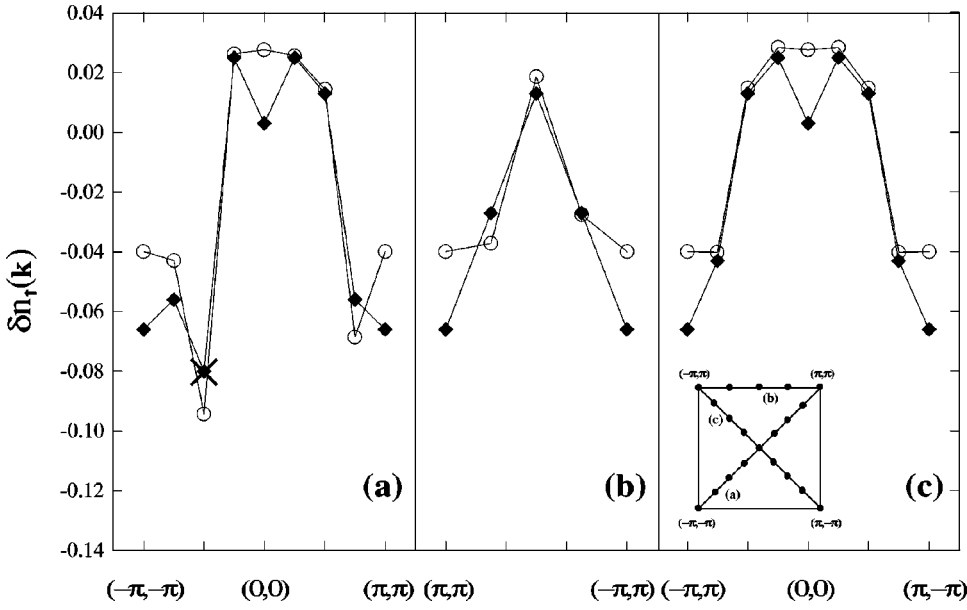 0.04
0.02
0.00
-0.02
-0.04
-0.06
-0.08
-0.10
-0.12
-0.14
δn↑(k)
(a)
(b)
(c)
(−π,π)
(π,π)
(b)
(c)
(a)
(−π,−π)
(π,−π)
(−π,−π)
(0,0)
(π,π)
(π,π)
(−π,π)
(−π,π)
(0,0)
(π,−π)